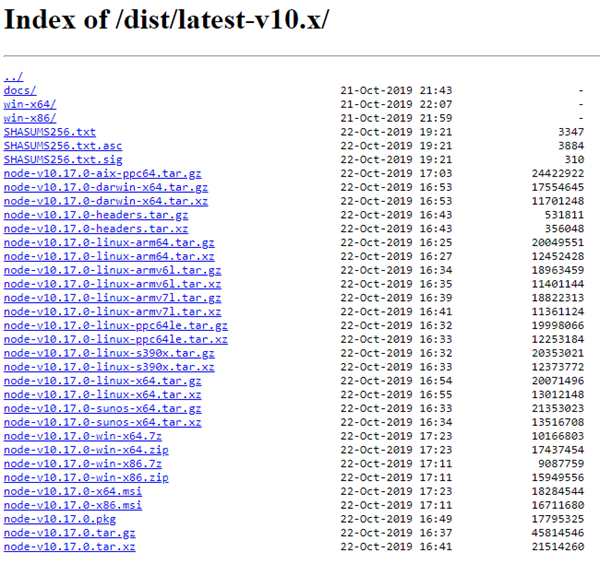 Index of /dist/latest-v10.x/
../
docs/ 21-Oct-2019 21:43 -
win-x64/ 21-Oct-2019 22:07 -
win-x86/ 21-Oct-2019 21:59 -
SHASUMS256.txt 22-Oct-2019 19:21 3347
SHASUMS256.txt.asc 22-Oct-2019 19:21 3884
SHASUMS256.txt.sig 22-Oct-2019 19:21 310
node-v10.17.0-aix-ppc64.tar.gz 22-Oct-2019 17:03 24422922
node-v10.17.0-darwin-x64.tar.gz 22-Oct-2019 16:53 17554645
node-v10.17.0-darwin-x64.tar.xz 22-Oct-2019 16:53 11701248
node-v10.17.0-headers.tar.gz 22-Oct-2019 16:43 531811
node-v10.17.0-headers.tar.xz 22-Oct-2019 16:43 356048
node-v10.17.0-linux-arm64.tar.gz 22-Oct-2019 16:25 20049551
node-v10.17.0-linux-arm64.tar.xz 22-Oct-2019 16:27 12452428
node-v10.17.0-linux-armv6l.tar.gz 22-Oct-2019 16:34 18963459
node-v10.17.0-linux-armv6l.tar.xz 22-Oct-2019 16:35 11401144
node-v10.17.0-linux-armv7l.tar.gz 22-Oct-2019 16:39 18822313
node-v10.17.0-linux-armv7l.tar.xz 22-Oct-2019 16:41 11361124
node-v10.17.0-linux-ppc64le.tar.gz 22-Oct-2019 16:32 19998066
node-v10.17.0-linux-ppc64le.tar.xz 22-Oct-2019 16:33 12253184
node-v10.17.0-linux-s390x.tar.gz 22-Oct-2019 16:32 20353021
node-v10.17.0-linux-s390x.tar.xz 22-Oct-2019 16:33 12373772
node-v10.17.0-linux-x64.tar.gz 22-Oct-2019 16:54 20071496
node-v10.17.0-linux-x64.tar.xz 22-Oct-2019 16:55 13012148
node-v10.17.0-sunos-x64.tar.gz 22-Oct-2019 16:33 21353023
node-v10.17.0-sunos-x64.tar.xz 22-Oct-2019 16:34 13516708
node-v10.17.0-win-x64.7z 22-Oct-2019 17:23 10166803
node-v10.17.0-win-x64.zip 22-Oct-2019 17:23 17437454
node-v10.17.0-win-x86.7z 22-Oct-2019 17:11 9087759
node-v10.17.0-win-x86.zip 22-Oct-2019 17:11 15949556
node-v10.17.0-x64.msi 22-Oct-2019 17:23 18284544
node-v10.17.0-x86.msi 22-Oct-2019 17:11 16711680
node-v10.17.0.pkg 22-Oct-2019 16:49 17795325
node-v10.17.0.tar.gz 22-Oct-2019 16:37 45814546
node-v10.17.0.tar.xz 22-Oct-2019 16:41 21514260